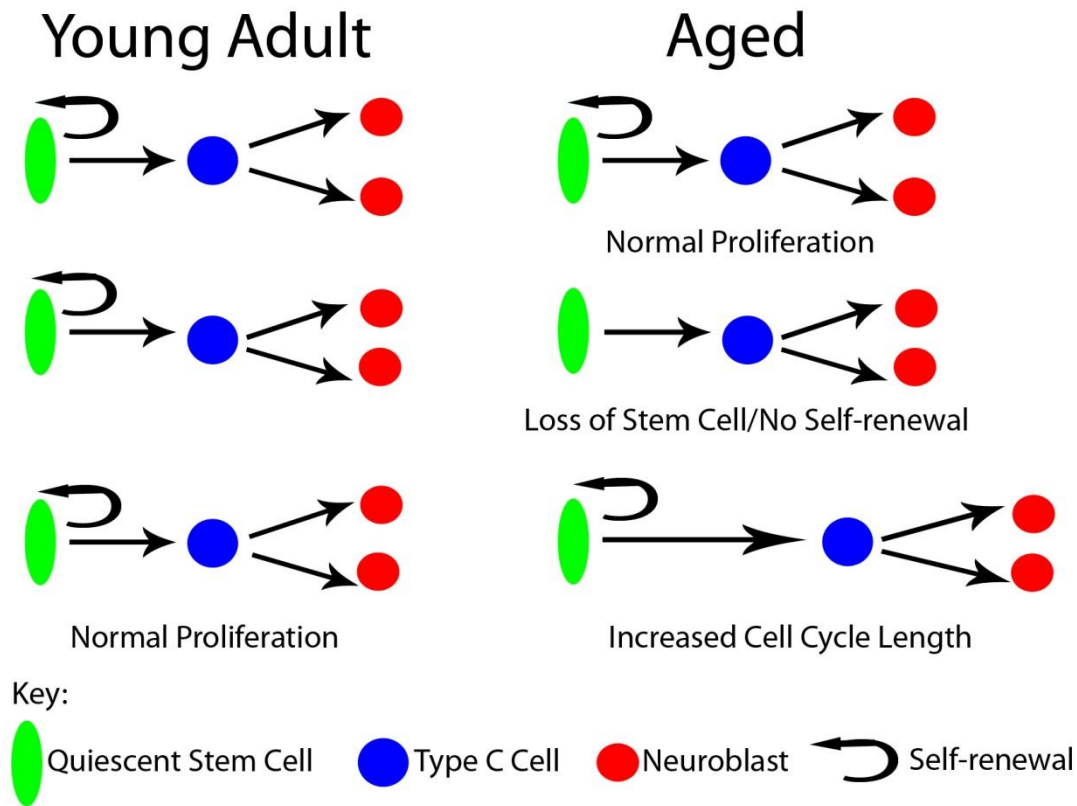 Young Adult
Aged
Normal Proliferation
Loss of Stem Cell/No Self-renewal
Normal Proliferation
Increased Cell Cycle Length
Key:
Quiescent Stem Cell
Type C Cell
Neuroblast
Self-renewal